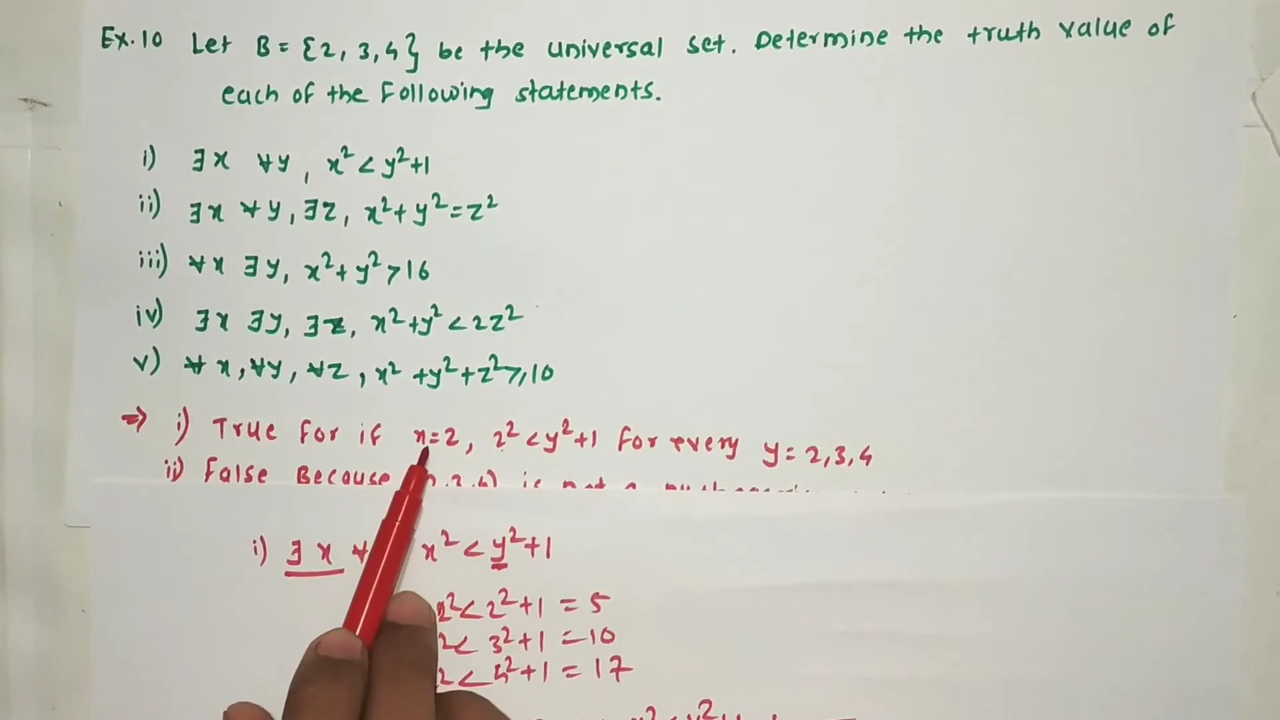 Ex.10 Let B = {2, 3, 4} be the universal set. Determine the truth value of
each of the Following statements.
i) ∃x ∀y, x² < y²+1
ii) ∃x ∀y, ∃z, x²+y² = z²
iii) ∀x ∃y, x²+y² > 16
iv) ∃x ∃y, ∃z, x²+y² < 2z²
v) ∀x, ∀y, ∀z, x² + y² + z² ≥ 10
⇒ i) True for if x=2, 2² < y²+1 for every y = 2,3,4
ii) False Because is not a
i) ∃x x² < y²+1
² < 2²+1 = 5
< 3²+1 = 10
< +1 = 17